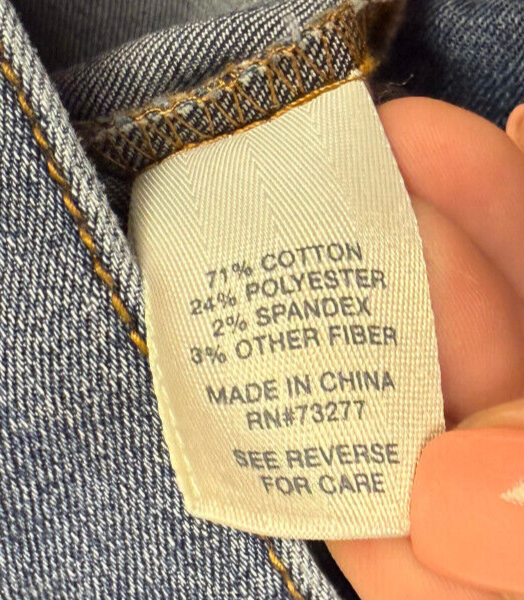 71% COTTON
24% POLYESTER
2% SPANDEX
3% OTHER FIBER
MADE IN CHINA
RN#73277
SEE REVERSE
FOR CARE